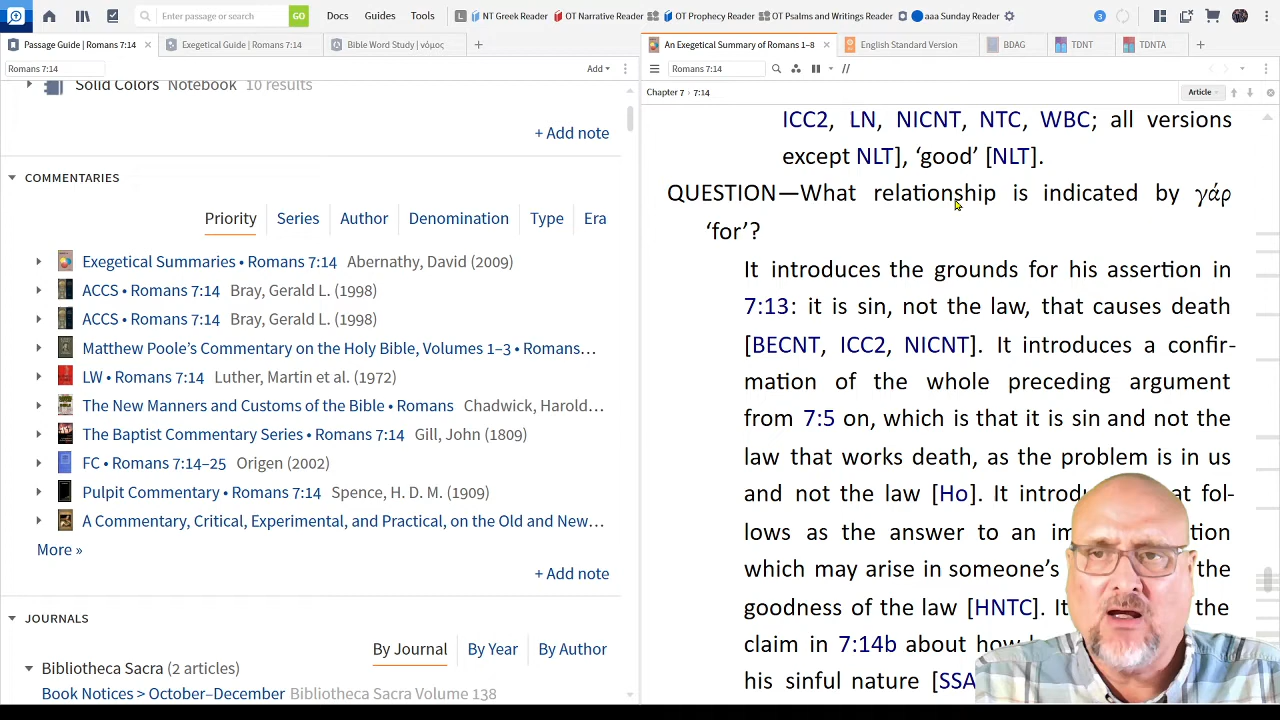 Enter passage or search
GO
Docs
Guides
Tools
L
NT Greek Reader
OT Narrative Reader
OT Prophecy Reader
OT Psalms and Writings Reader
aaa Sunday Reader
3
Passage Guide | Romans 7:14
Exegetical Guide | Romans 7:14
Bible Word Study | νόμος
Romans 7:14
Add
Solid Colors Notebook 10 results
+ Add note
COMMENTARIES
Priority Series Author Denomination Type Era
Exegetical Summaries • Romans 7:14 Abernathy, David (2009)
ACCS • Romans 7:14 Bray, Gerald L. (1998)
ACCS • Romans 7:14 Bray, Gerald L. (1998)
Matthew Poole’s Commentary on the Holy Bible, Volumes 1–3 • Romans…
LW • Romans 7:14 Luther, Martin et al. (1972)
The New Manners and Customs of the Bible • Romans Chadwick, Harold…
The Baptist Commentary Series • Romans 7:14 Gill, John (1809)
FC • Romans 7:14–25 Origen (2002)
Pulpit Commentary • Romans 7:14 Spence, H. D. M. (1909)
A Commentary, Critical, Experimental, and Practical, on the Old and New…
More »
+ Add note
JOURNALS
By Journal By Year By Author
Bibliotheca Sacra (2 articles)
Book Notices > October–December Bibliotheca Sacra Volume 138
An Exegetical Summary of Romans 1–8
English Standard Version
BDAG
TDNT
TDNTA
Romans 7:14
//
Chapter 7 › 7:14
Article
ICC2, LN, NICNT, NTC, WBC; all versions
except NLT], ‘good’ [NLT].
QUESTION—What relationship is indicated by γάρ
‘for’?
It introduces the grounds for his assertion in
7:13: it is sin, not the law, that causes death
[BECNT, ICC2, NICNT]. It introduces a confir-
mation of the whole preceding argument
from 7:5 on, which is that it is sin and not the
law that works death, as the problem is in us
and not the law [Ho]. It introdu at fol-
lows as the answer to an im tion
which may arise in someone’s the
goodness of the law [HNTC]. It the
claim in 7:14b about how
his sinful nature [SSA